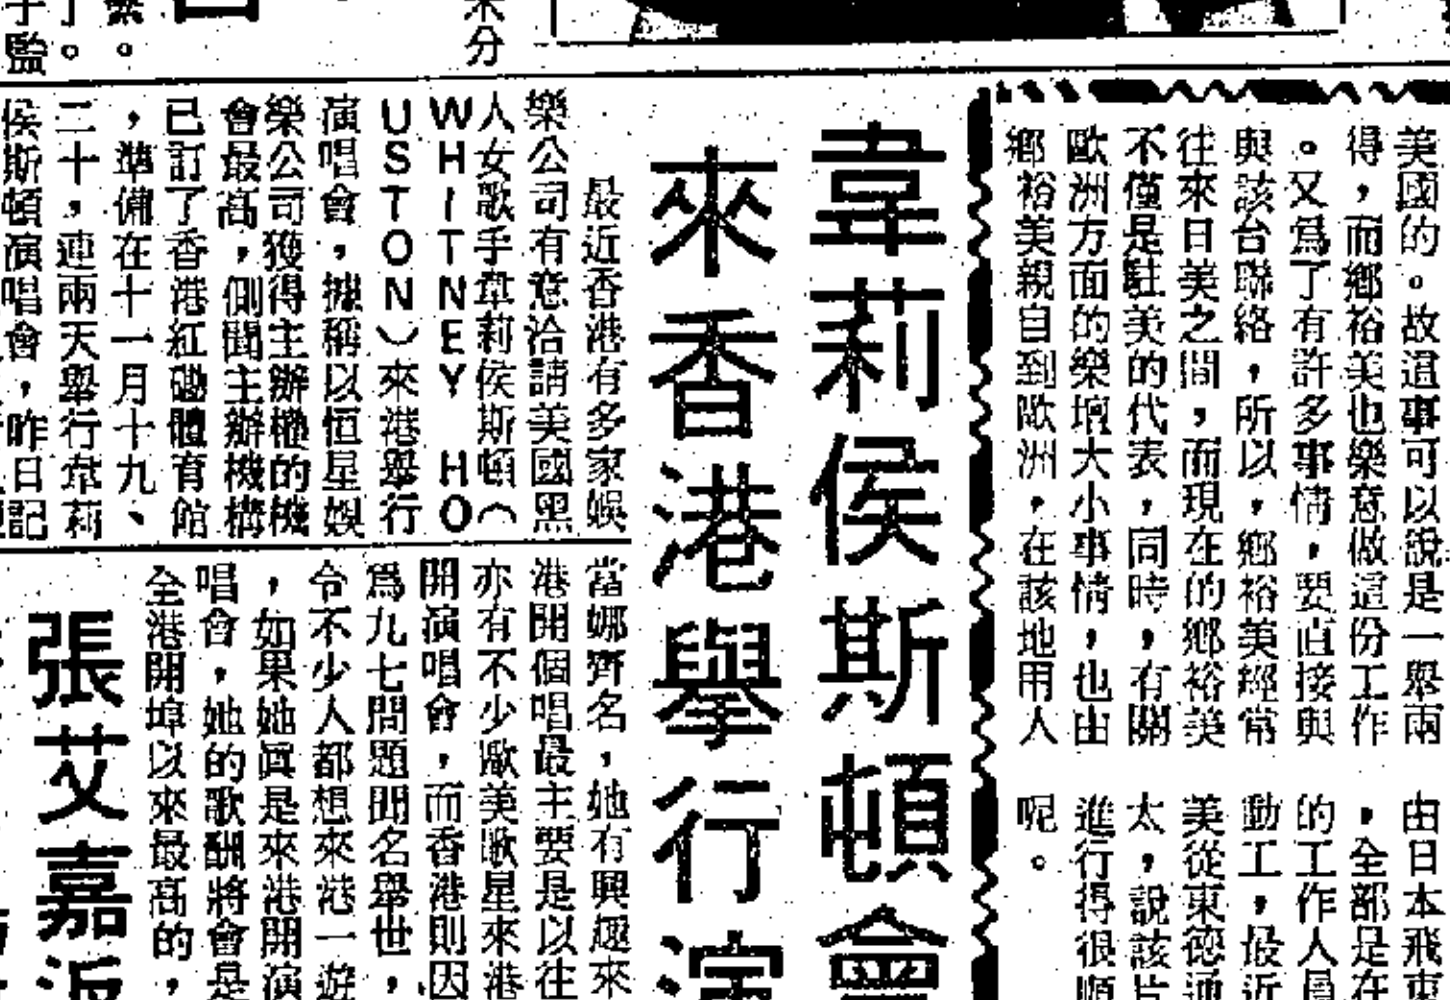 美國的。故這事可以說是一舉兩
得，而鄉裕美也樂意做這份工作
。又爲了有許多事情，要直接與
與該台聯絡，所以，鄉裕美經常
往來日美之間，而現在的鄉裕美
不僅是駐美的代表，同時，有關
歐洲方面的樂壇大小事情，也由
鄉裕美親自到歐洲，在該地用人
由日本飛東
，全部是在
的工作人員
動工，最近
美從東德通
太，說該片
進行得很順
呢。
韋莉侯斯頓會
來香港舉行演
最近香港有多家娛
樂公司有意洽請美國黑
人女歌手韋莉侯斯頓（
WHITNEY HO
USTON）來港舉行
演唱會，據稱以恒星娛
樂公司獲得主辦權的機
會最高，側聞主辦機構
已訂了香港紅磡體育館
，準備在十一月十九、
二十，連兩天舉行韋莉
侯斯頓演唱會，昨日記
當娜齊名，她有興趣來
港開個唱最主要是以往
亦有不少歐美歌星來港
開演唱會，而香港則因
爲九七問題聞名舉世，
令不少人都想來港一遊
，如果她眞是來港開演
唱會，她的歌酬將會是
全港開埠以來最高的，
張艾嘉派
末分
繁。
了。
子監